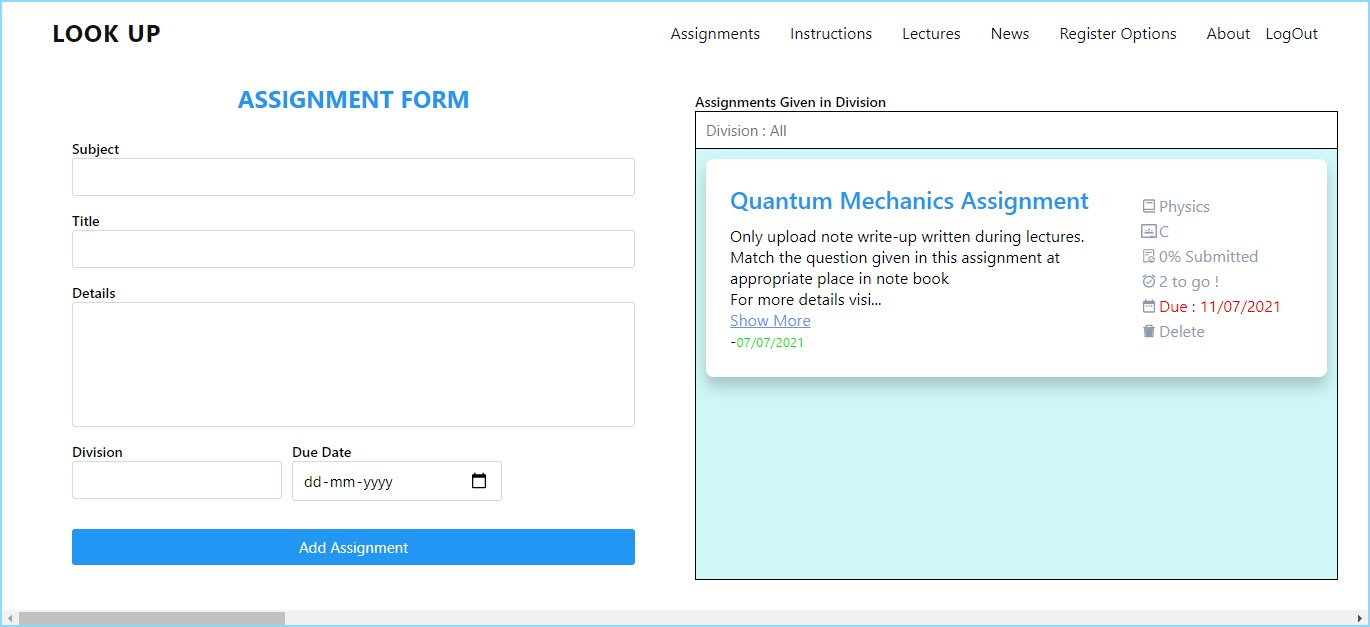 LOOK UP
Assignments Instructions Lectures News Register Options About LogOut
ASSIGNMENT FORM
Subject
Title
Details
Division Due Date
dd-mm-yyyy
Add Assignment
Assignments Given in Division
Division : All
Quantum Mechanics Assignment
Only upload note write-up written during lectures.
Match the question given in this assignment at
appropriate place in note book
For more details visi...
Show More
-07/07/2021
Physics
C
0% Submitted
2 to go !
Due : 11/07/2021
Delete